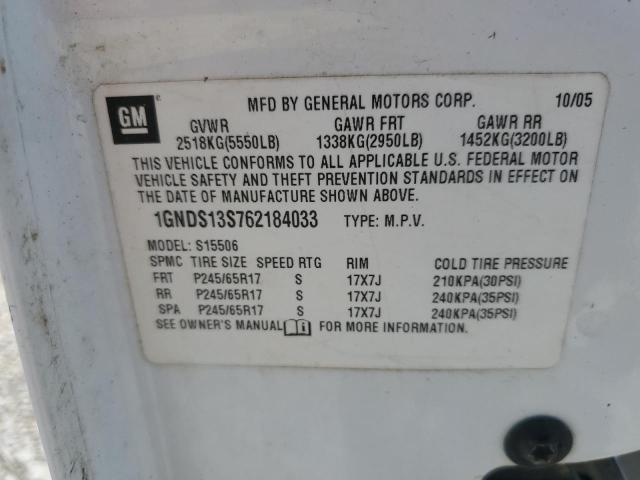 GM
MFD BY GENERAL MOTORS CORP. 10/05
GVWR GAWR FRT GAWR RR
2518KG(5550LB) 1338KG(2950LB) 1452KG(3200LB)
THIS VEHICLE CONFORMS TO ALL APPLICABLE U.S. FEDERAL MOTOR
VEHICLE SAFETY AND THEFT PREVENTION STANDARDS IN EFFECT ON
THE DATE OF MANUFACTURE SHOWN ABOVE.
1GNDS13S762184033 TYPE: M.P.V.
MODEL: S15506
SPMC TIRE SIZE SPEED RTG RIM COLD TIRE PRESSURE
FRT P245/65R17 S 17X7J 210KPA(30PSI)
RR P245/65R17 S 17X7J 240KPA(35PSI)
SPA P245/65R17 S 17X7J 240KPA(35PSI)
SEE OWNER'S MANUAL FOR MORE INFORMATION.